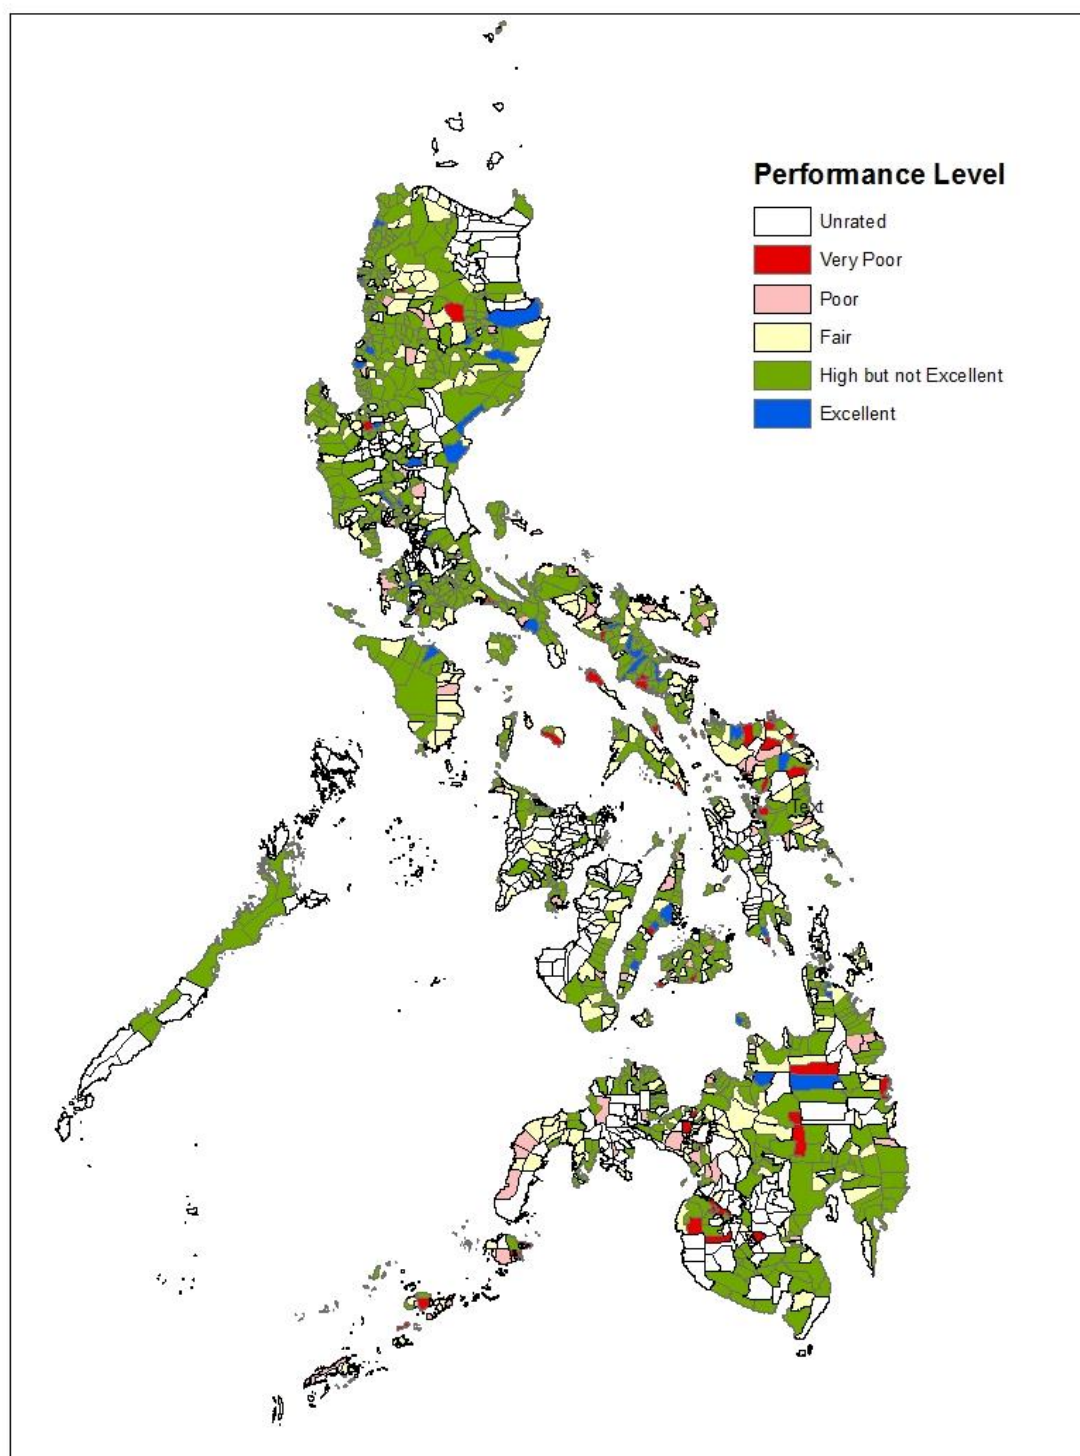 Performance Level
Unrated
Very Poor
Poor
Fair
High but not Excellent
Excellent
Text